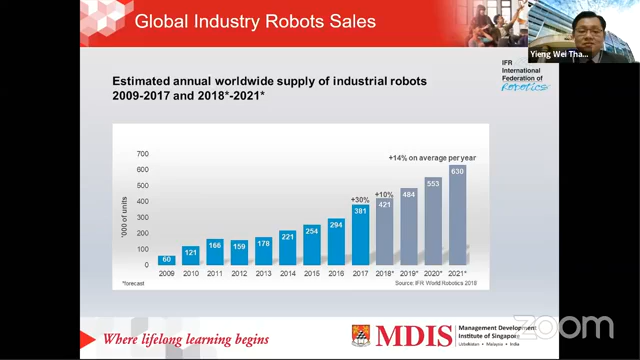 Global Industry Robots Sales
Yieng Wei Tha...
Estimated annual worldwide supply of industrial robots
2009-2017 and 2018*-2021*
IFR
International
Federation of
Robotics
'000 of units
700
600
500
400
300
200
100
0
+14% on average per year
+30%
+10%
60
121
166
159
178
221
254
294
381
421
484
553
630
2009
2010
2011
2012
2013
2014
2015
2016
2017
2018*
2019*
2020*
2021*
*forecast
Source: IFR World Robotics 2018
Where lifelong learning begins
MDIS
Management Development
Institute of Singapore
Uzbekistan • Malaysia • India
zoom